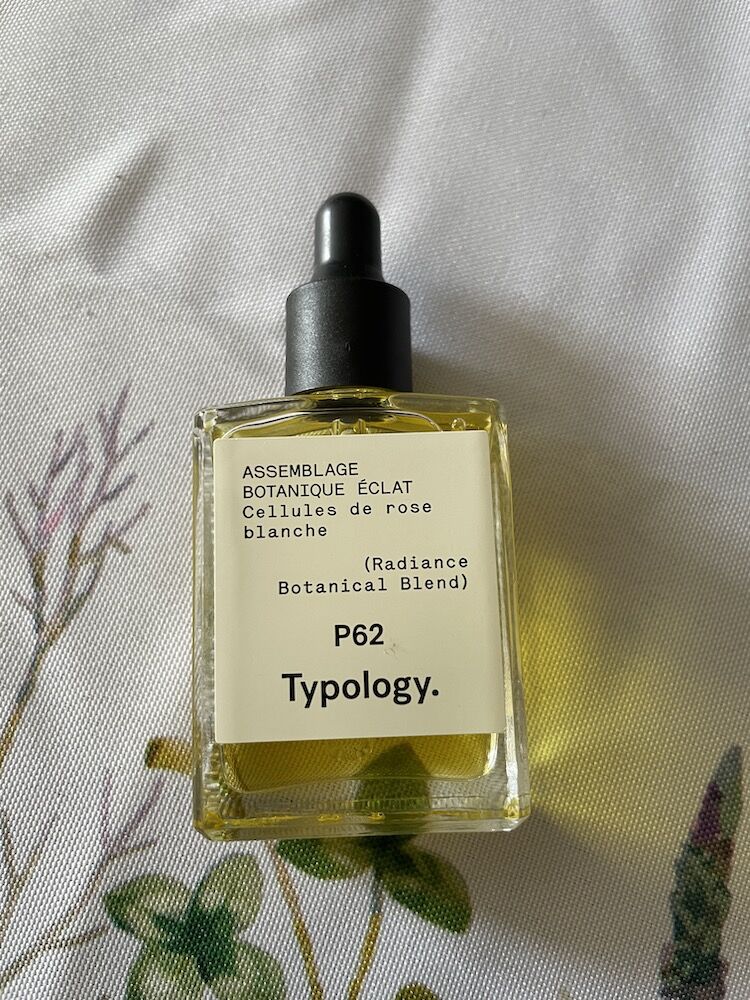 ASSEMBLAGE
BOTANIQUE ÉCLAT
Cellules de rose
blanche
(Radiance
Botanical Blend)
P62
Typology.